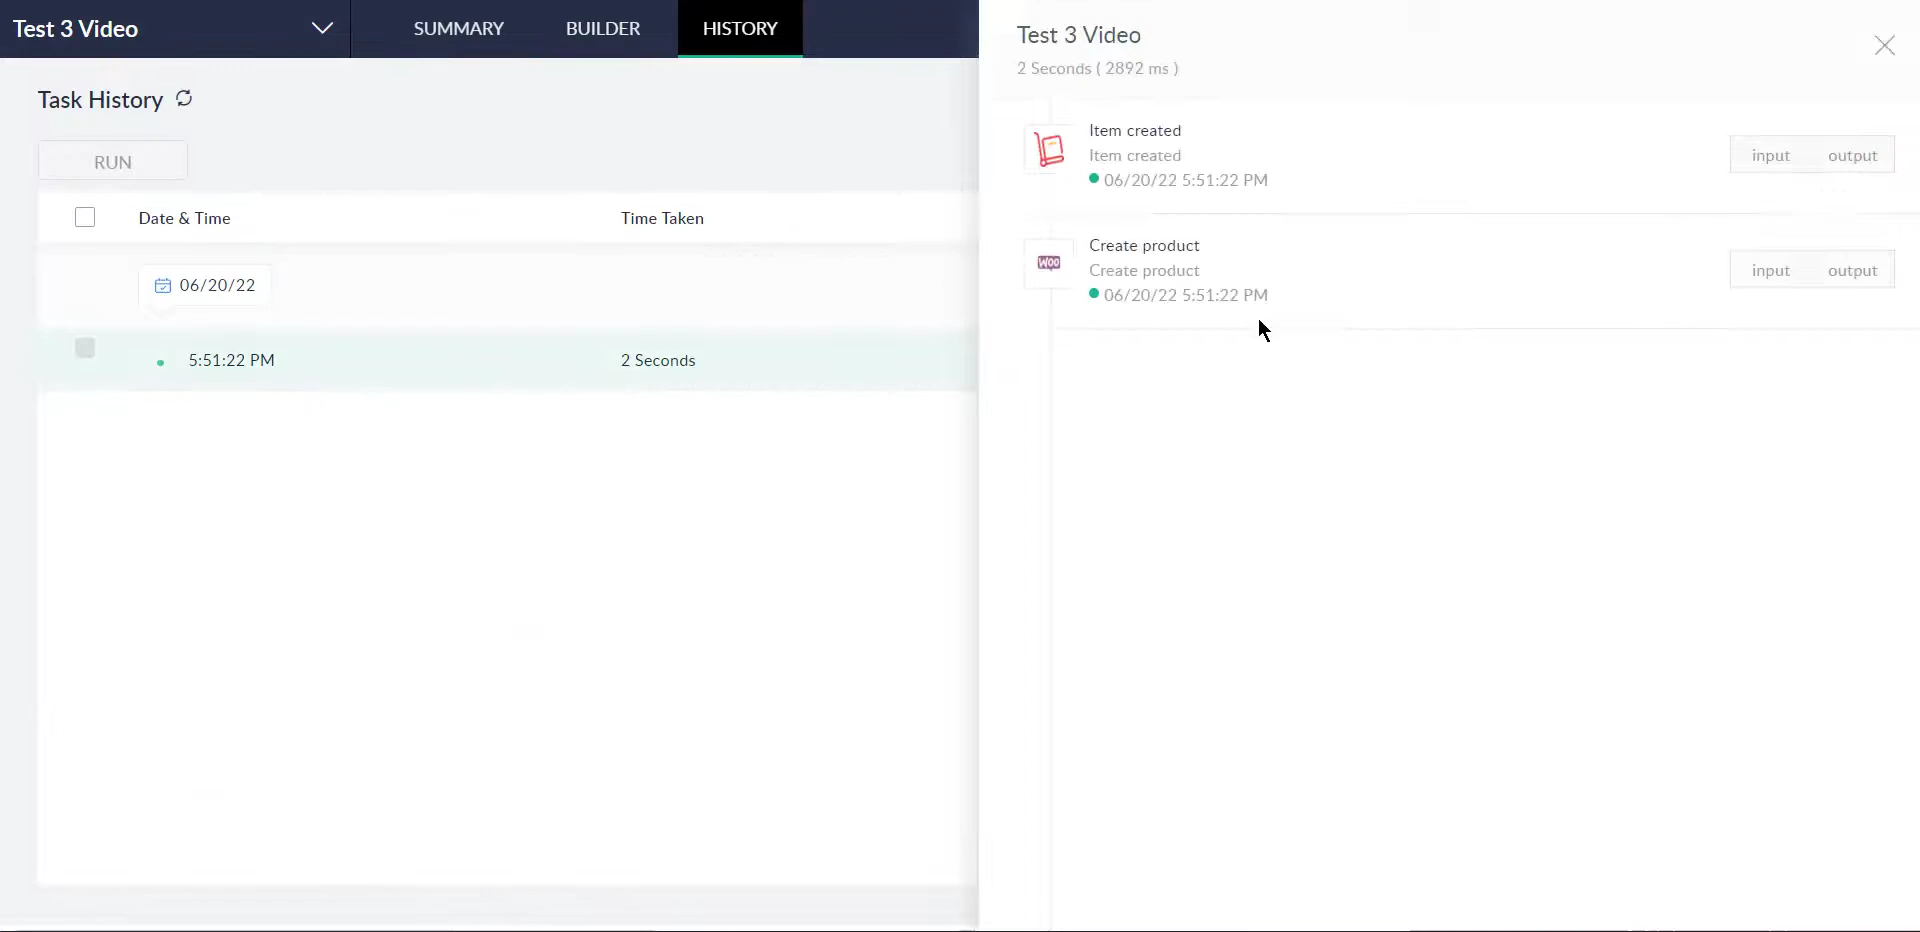 Test 3 Video
SUMMARY
BUILDER
HISTORY
Task History
RUN
Date & Time
Time Taken
06/20/22
5:51:22 PM
2 Seconds
Test 3 Video
2 Seconds ( 2892 ms )
Item created
Item created
06/20/22 5:51:22 PM
input
output
WOO
Create product
Create product
06/20/22 5:51:22 PM
input
output